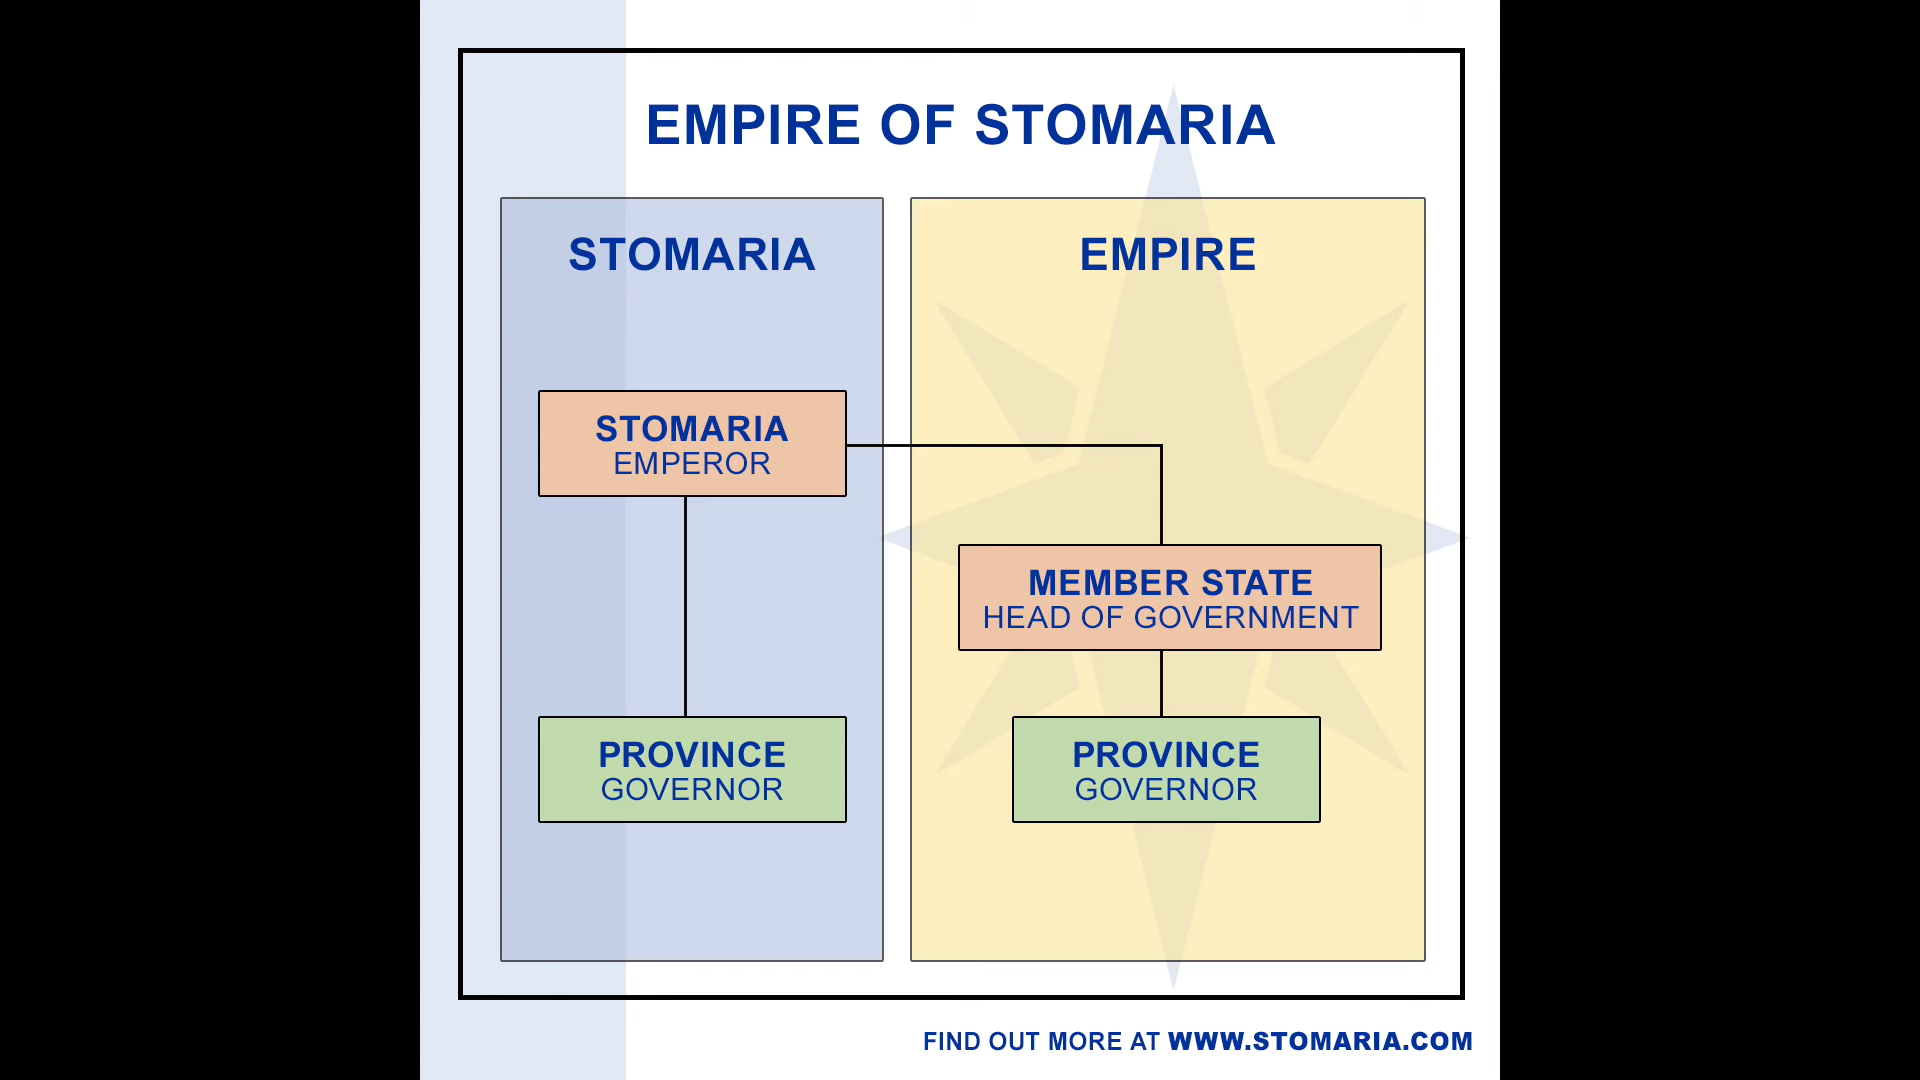 EMPIRE OF STOMARIA
STOMARIA
STOMARIA
EMPEROR
PROVINCE
GOVERNOR
EMPIRE
MEMBER STATE
HEAD OF GOVERNMENT
PROVINCE
GOVERNOR
FIND OUT MORE AT WWW.STOMARIA.COM